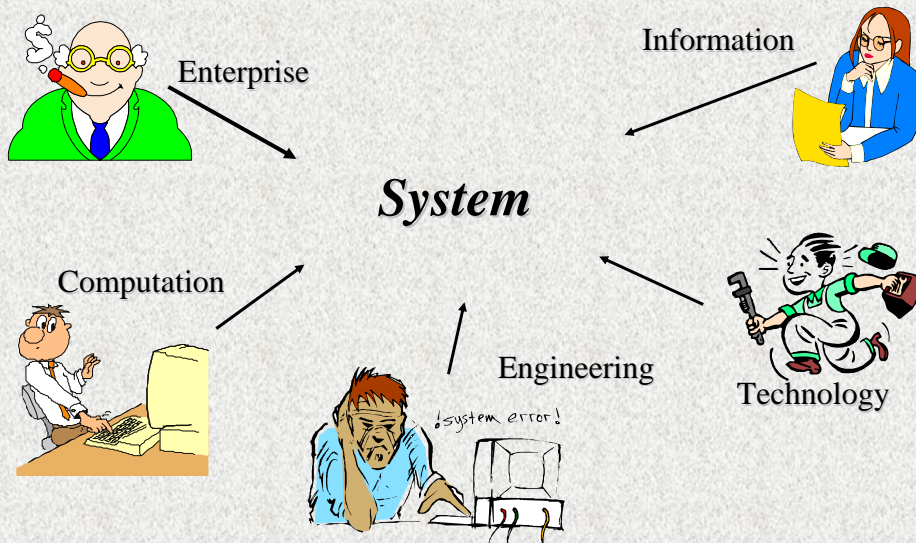 Information
Enterprise
System
Computation
Engineering
!system error!
Technology